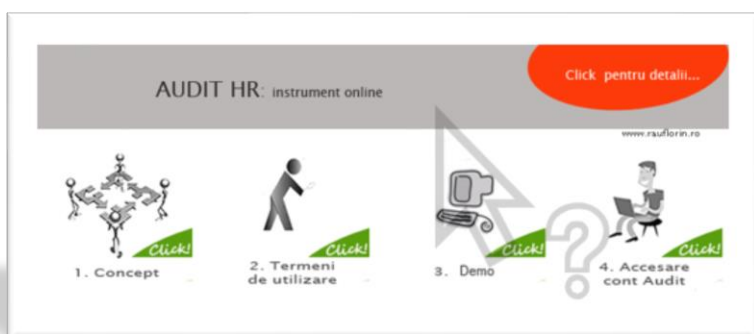 AUDIT HR: instrument online
Click pentru detalii...
www.rauflorin.ro
Click!
1. Concept
Click!
2. Termeni
de utilizare
Click!
3. Demo
Click!
4. Accesare
cont Audit